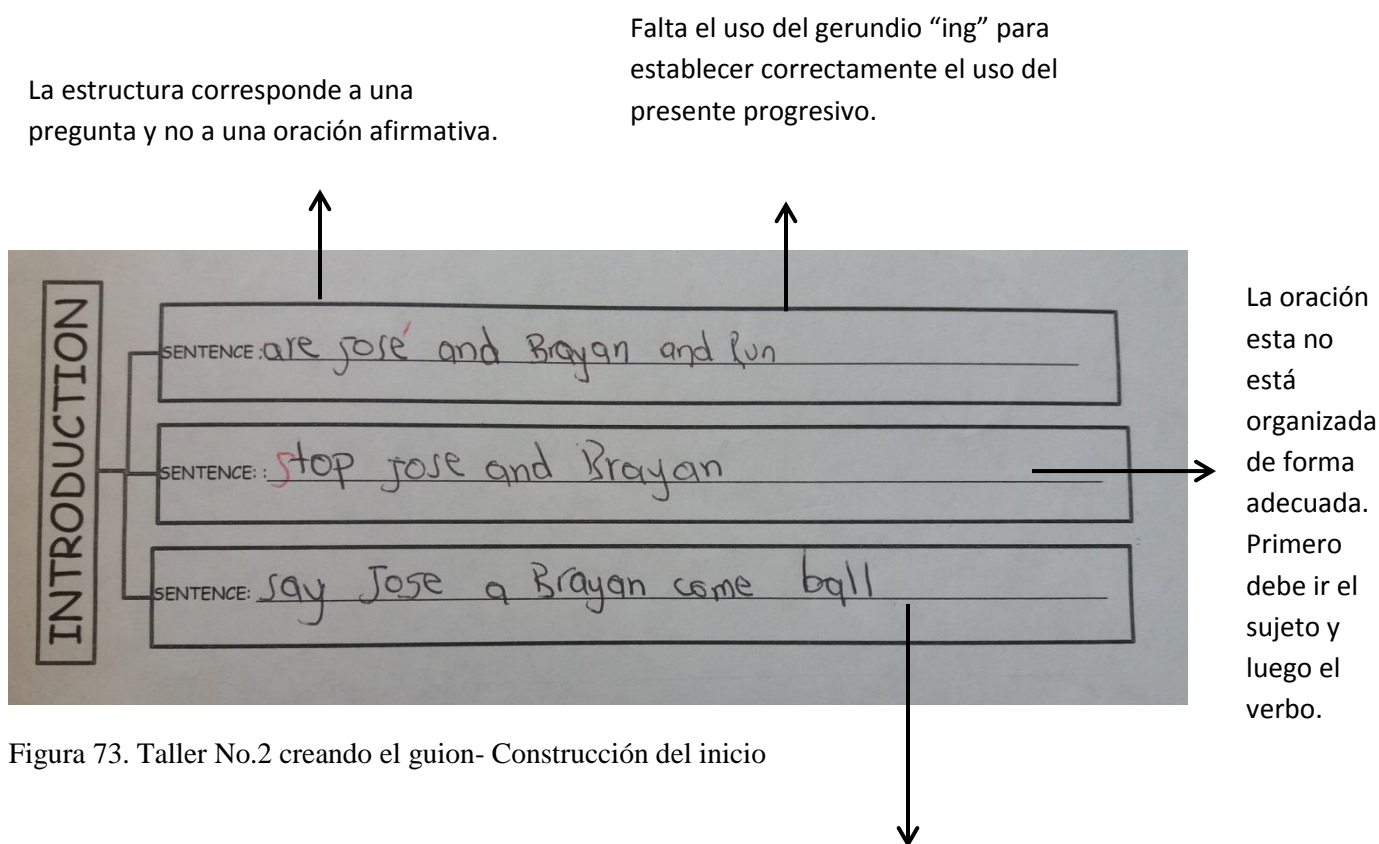 Falta el uso del gerundio “ing” para
establecer correctamente el uso del
presente progresivo.
La estructura corresponde a una
pregunta y no a una oración afirmativa.
INTRODUCTION
SENTENCE: are José and Brayan and Run
SENTENCE: : Stop Jose and Brayan
SENTENCE: Say Jose a Brayan come ball
La oración
esta no
está
organizada
de forma
adecuada.
Primero
debe ir el
sujeto y
luego el
verbo.
Figura 73. Taller No.2 creando el guion- Construcción del inicio